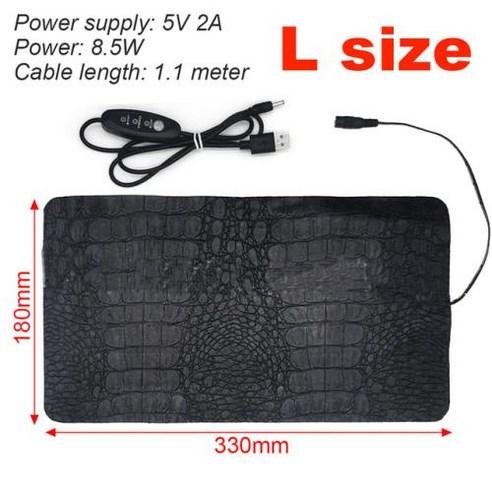 Power supply: 5V 2A
Power: 8.5W
Cable length: 1.1 meter
L size
180mm
330mm